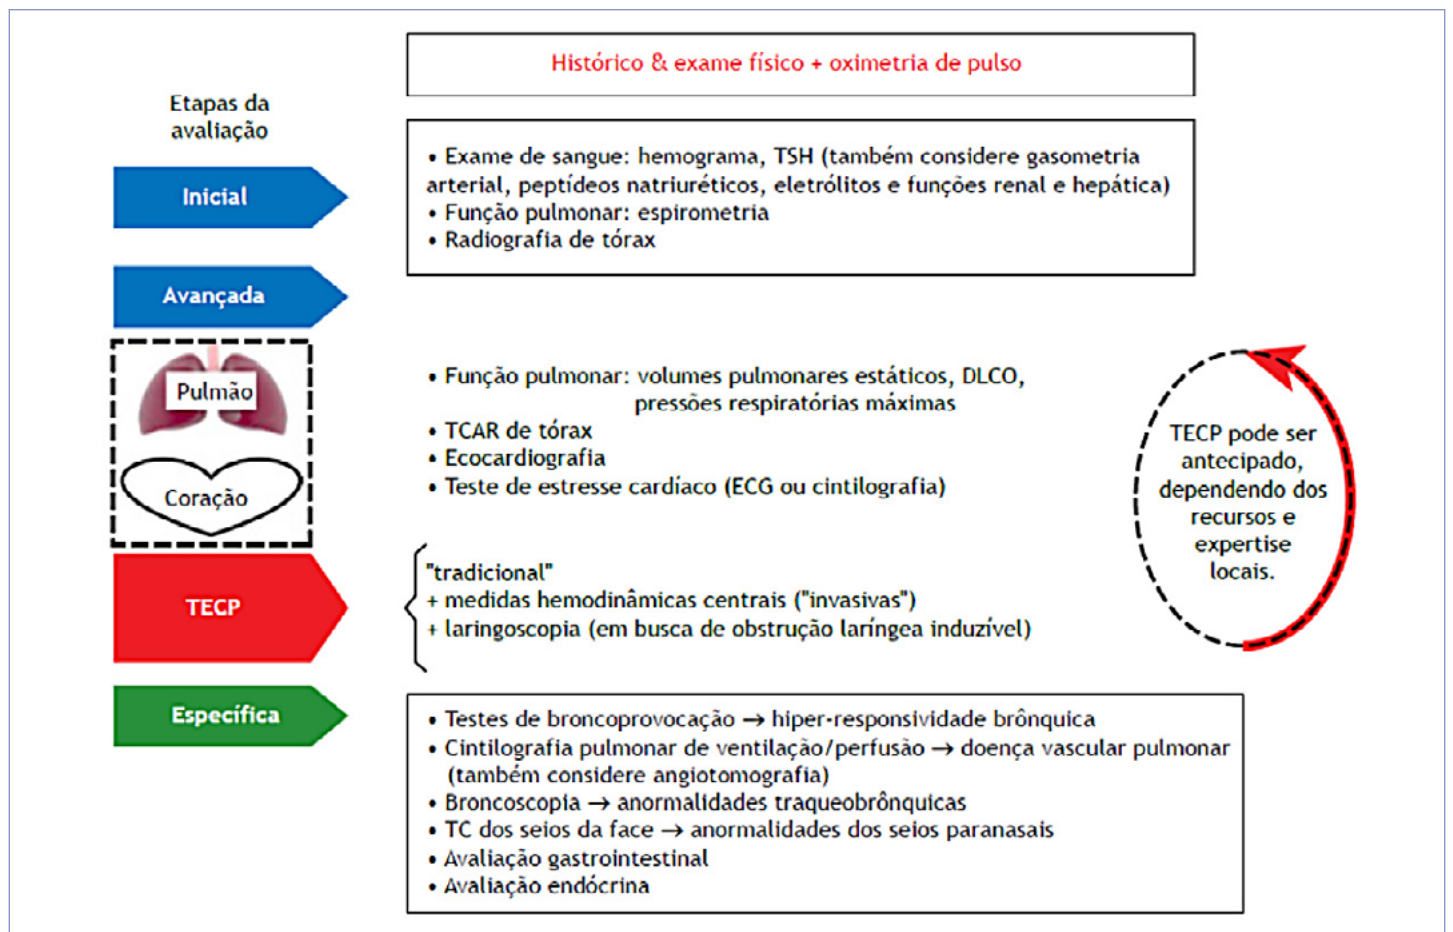 Histórico & exame físico + oximetria de pulso
Etapas da
avaliação
Inicial
• Exame de sangue: hemograma, TSH (também considere gasometria
arterial, peptídeos natriuréticos, eletrólitos e funções renal e hepática)
• Função pulmonar: espirometria
• Radiografia de tórax
Avançada
Pulmão
Coração
• Função pulmonar: volumes pulmonares estáticos, DLCO,
pressões respiratórias máximas
• TCAR de tórax
• Ecocardiografia
• Teste de estresse cardíaco (ECG ou cintilografia)
TECP pode ser
antecipado,
dependendo dos
recursos e
expertise
locais.
TECP
"tradicional"
+ medidas hemodinâmicas centrais ("invasivas")
+ laringoscopia (em busca de obstrução laríngea induzível)
Específica
• Testes de broncoprovocação → hiper-responsividade brônquica
• Cintilografia pulmonar de ventilação/perfusão → doença vascular pulmonar
(também considere angiotomografia)
• Broncoscopia → anormalidades traqueobrônquicas
• TC dos seios da face → anormalidades dos seios paranasais
• Avaliação gastrointestinal
• Avaliação endócrina